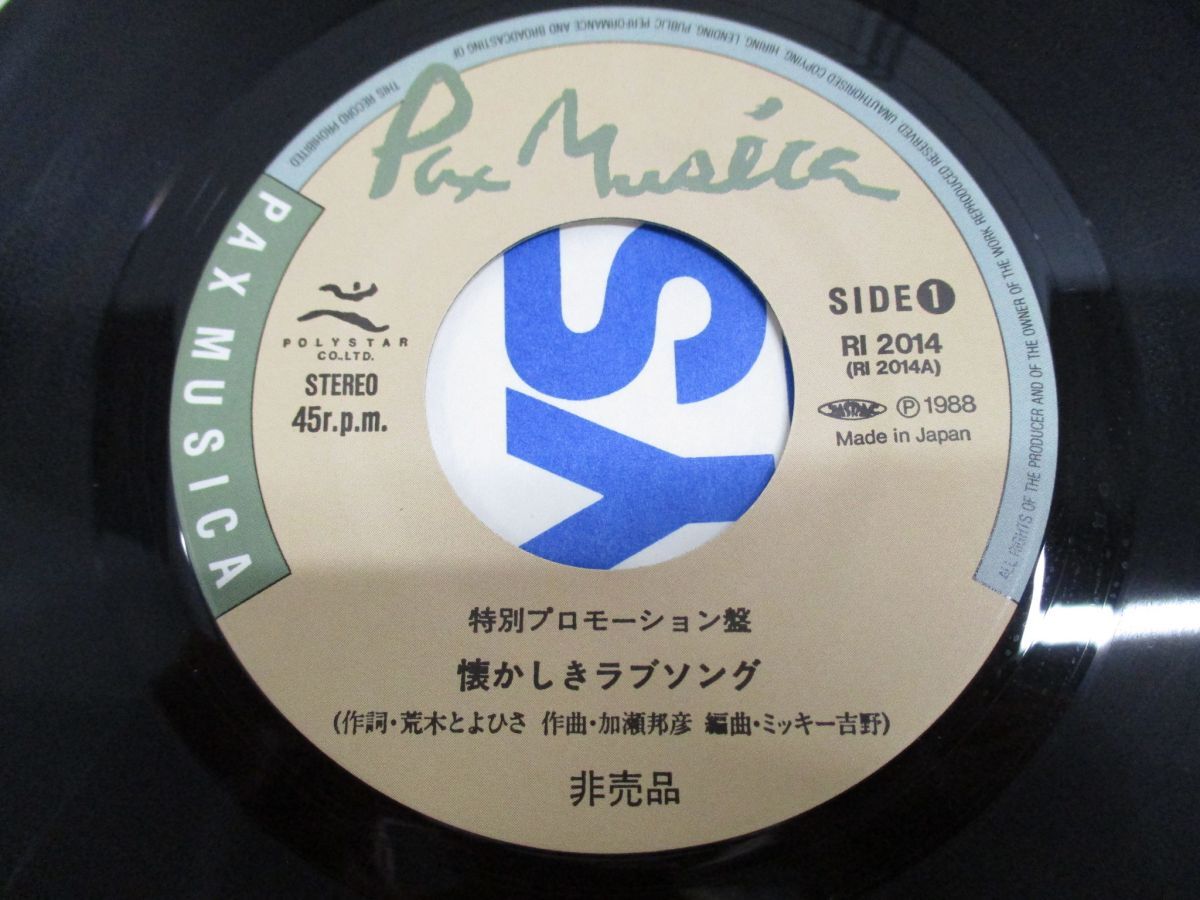 THIS RECORD PROHIBITED
ALL RIGHTS OF THE PRODUCER AND OF THE OWNER OF THE WORK REPRODUCED RESERVED UNAUTHORISED COPYING, HIRING, LENDING, PUBLIC PERFORMANCE AND BROADCASTING OF
Pax Musica
PAX MUSICA
POLYSTAR
CO.,LTD.
STEREO
45r.p.m.
YS
SIDE 1
RI 2014
(RI 2014A)
JASRAC ℗ 1988
Made in Japan
特別プロモーション盤
懐かしきラブソング
(作詞・荒木とよひさ 作曲・加瀬邦彦 編曲・ミッキー吉野)
非売品